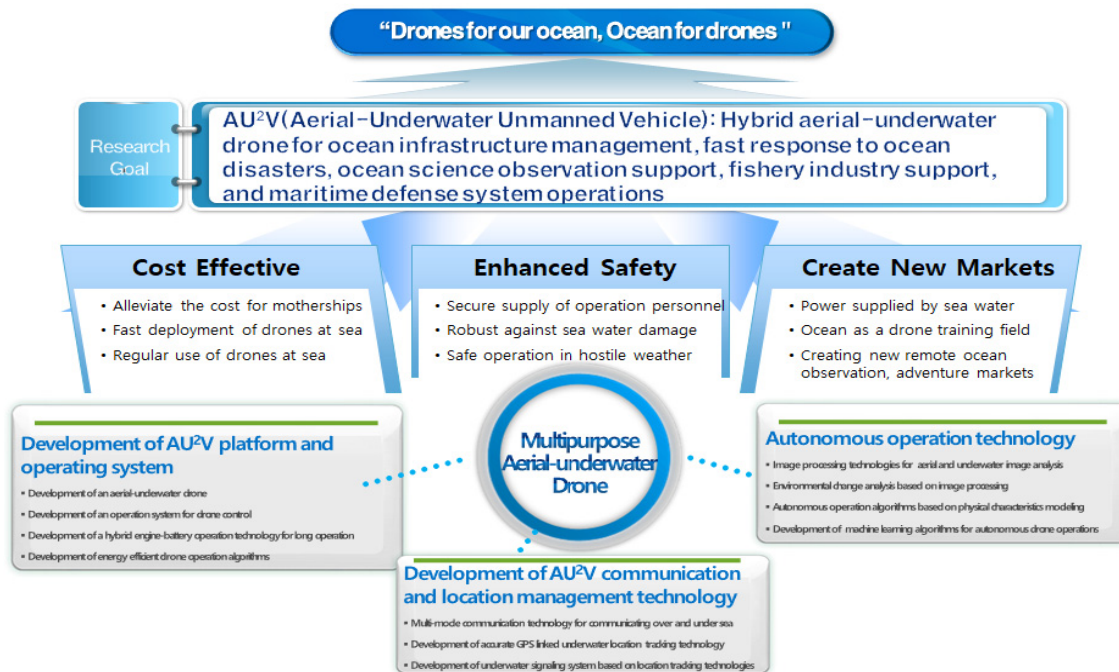 “Drones for our ocean, Ocean for drones "
Research
Goal
AU²V(Aerial-Underwater Unmanned Vehicle): Hybrid aerial-underwater
drone for ocean infrastructure management, fast response to ocean
disasters, ocean science observation support, fishery industry support,
and maritime defense system operations
Cost Effective
• Alleviate the cost for motherships
• Fast deployment of drones at sea
• Regular use of drones at sea
Enhanced Safety
• Secure supply of operation personnel
• Robust against sea water damage
• Safe operation in hostile weather
Create New Markets
• Power supplied by sea water
• Ocean as a drone training field
• Creating new remote ocean
observation, adventure markets
Multipurpose
Aerial-underwater
Drone
Development of AU²V platform and
operating system
▪ Development of an aerial-underwater drone
▪ Development of an operation system for drone control
▪ Development of a hybrid engine-battery operation technology for long operation
▪ Development of energy efficient drone operation algorithms
Development of AU²V communication
and location management technology
▪ Multi-mode communication technology for communicating over and under sea
▪ Development of accurate GPS linked underwater location tracking technology
▪ Development of underwater signaling system based on location tracking technologies
Autonomous operation technology
▪ Image processing technologies for aerial and underwater image analysis
▪ Environmental change analysis based on image processing
▪ Autonomous operation algorithms based on physical characteristics modeling
▪ Development of machine learning algorithms for autonomous drone operations